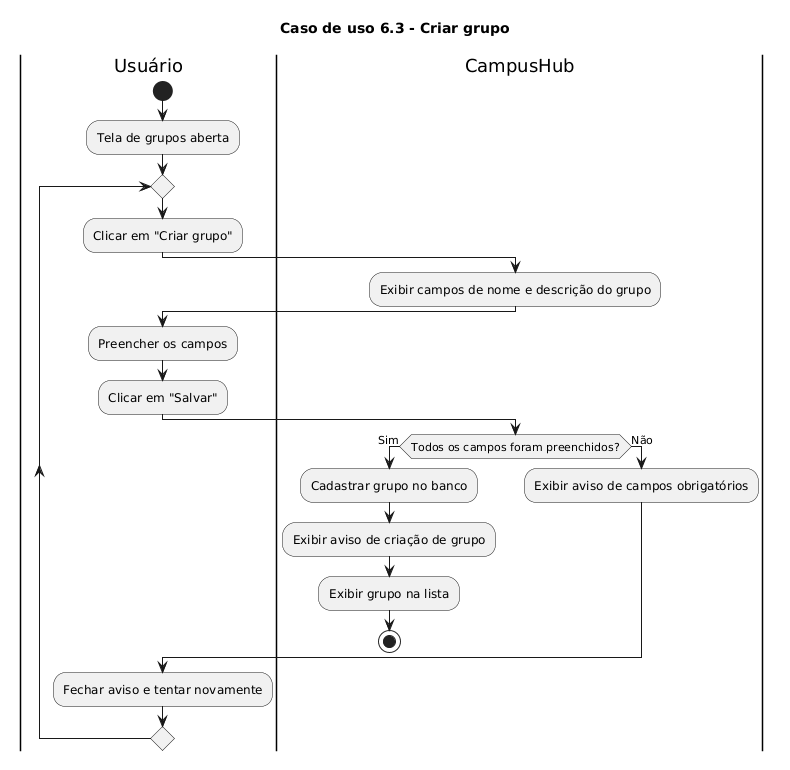 Caso de uso 6.3 - Criar grupo
Usuário
CampusHub
Tela de grupos aberta
Clicar em "Criar grupo"
Exibir campos de nome e descrição do grupo
Preencher os campos
Clicar em "Salvar"
Todos os campos foram preenchidos?
Sim
Não
Cadastrar grupo no banco
Exibir aviso de campos obrigatórios
Exibir aviso de criação de grupo
Exibir grupo na lista
Fechar aviso e tentar novamente